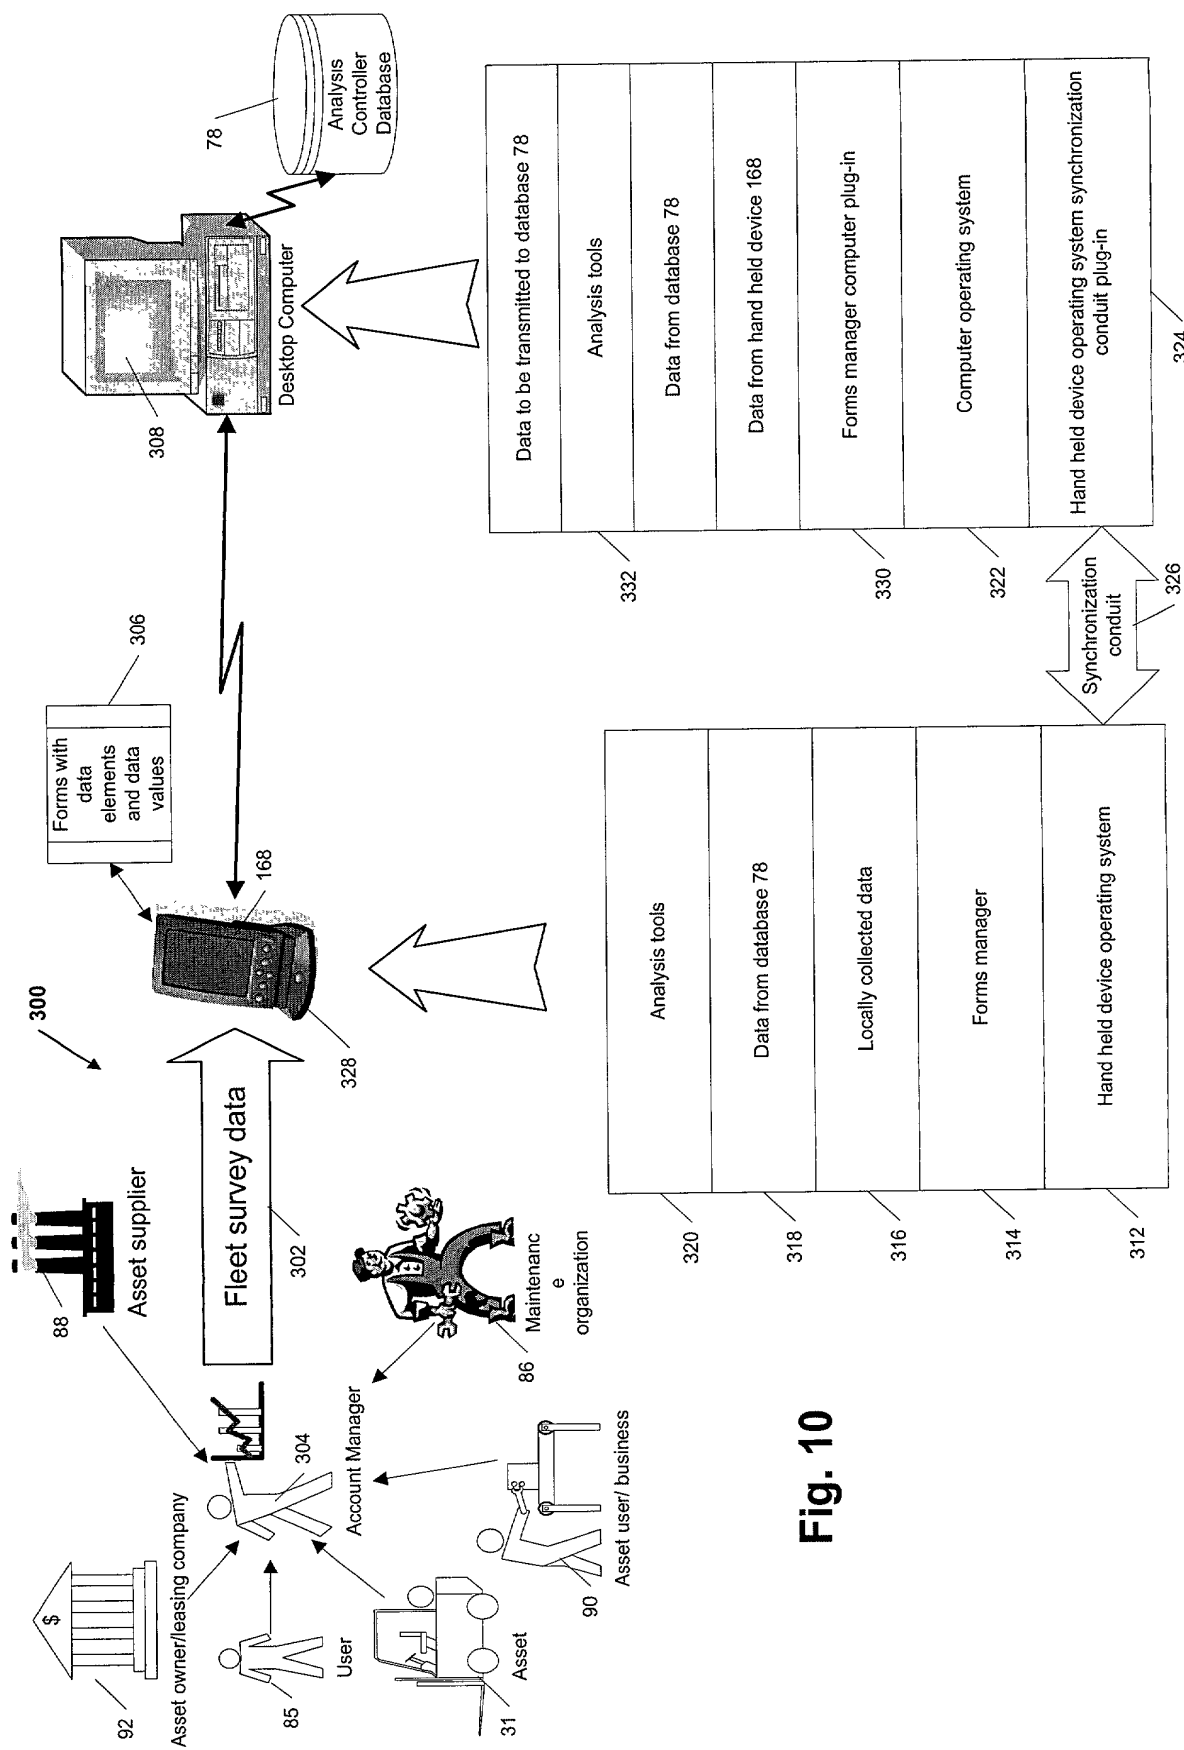 300
92
$
Asset owner/leasing company
85
User
31
Asset
90
Asset user/ business
304
Account Manager
88
Asset supplier
86
Maintenanc
e
organization
Fleet survey data
302
328
168
Forms with
data
elements
and data
values
306
308
Desktop Computer
78
Analysis
Controller
Database
320
Analysis tools
318
Data from database 78
316
Locally collected data
314
Forms manager
312
Hand held device operating system
Synchronization
conduit
326
Data to be transmitted to database 78
332
Analysis tools
Data from database 78
Data from hand held device 168
330
Forms manager computer plug-in
322
Computer operating system
Hand held device operating system synchronization
conduit plug-in
324
Fig. 10